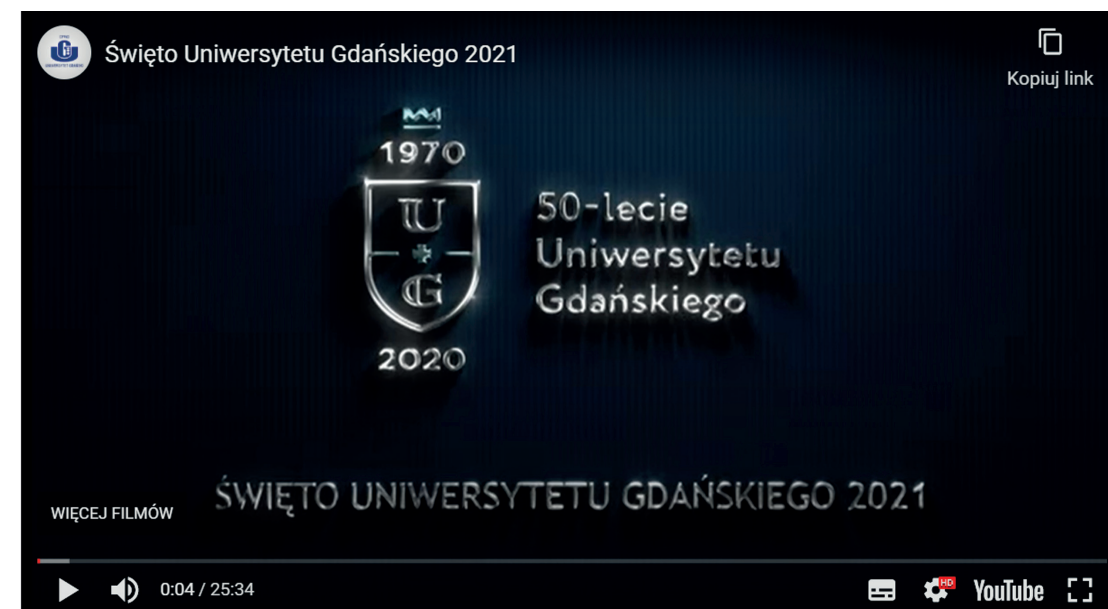 Święto Uniwersytetu Gdańskiego 2021
Kopiuj link
1970
U
G
2020
50-lecie
Uniwersytetu
Gdańskiego
ŚWIĘTO UNIWERSYTETU GDAŃSKIEGO 2021
WIĘCEJ FILMÓW
0:04 / 25:34
HD
YouTube